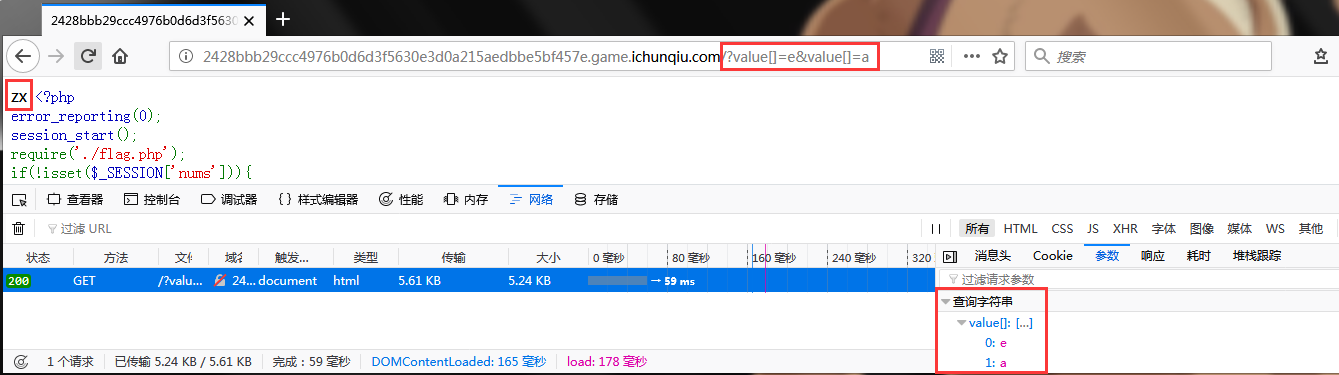 2428bbb29ccc4976b0d6d3f5630
2428bbb29ccc4976b0d6d3f5630e3d0a215aedbbe5bf457e.game.ichunqiu.com/?value[]=e&value[]=a
搜索
zx <?php
error_reporting(0);
session_start();
require('./flag.php');
if(!isset($_SESSION['nums'])){
查看器 控制台 调试器 {} 样式编辑器 性能 内存 网络 存储
过滤 URL 所有 HTML CSS JS XHR 字体 图像 媒体 WS 其他
状态 方法 文件 域名 触发... 类型 传输 大小 0 毫秒 80 毫秒 160 毫秒 240 毫秒 320 消息头 Cookie 参数 响应 耗时 堆栈跟踪
200 GET /?valu... 24... document html 5.61 KB 5.24 KB → 59 ms 过滤请求参数
查询字符串
value[]: […]
0: e
1: a
1 个请求 已传输 5.24 KB / 5.61 KB 完成：59 毫秒 DOMContentLoaded: 165 毫秒 load: 178 毫秒